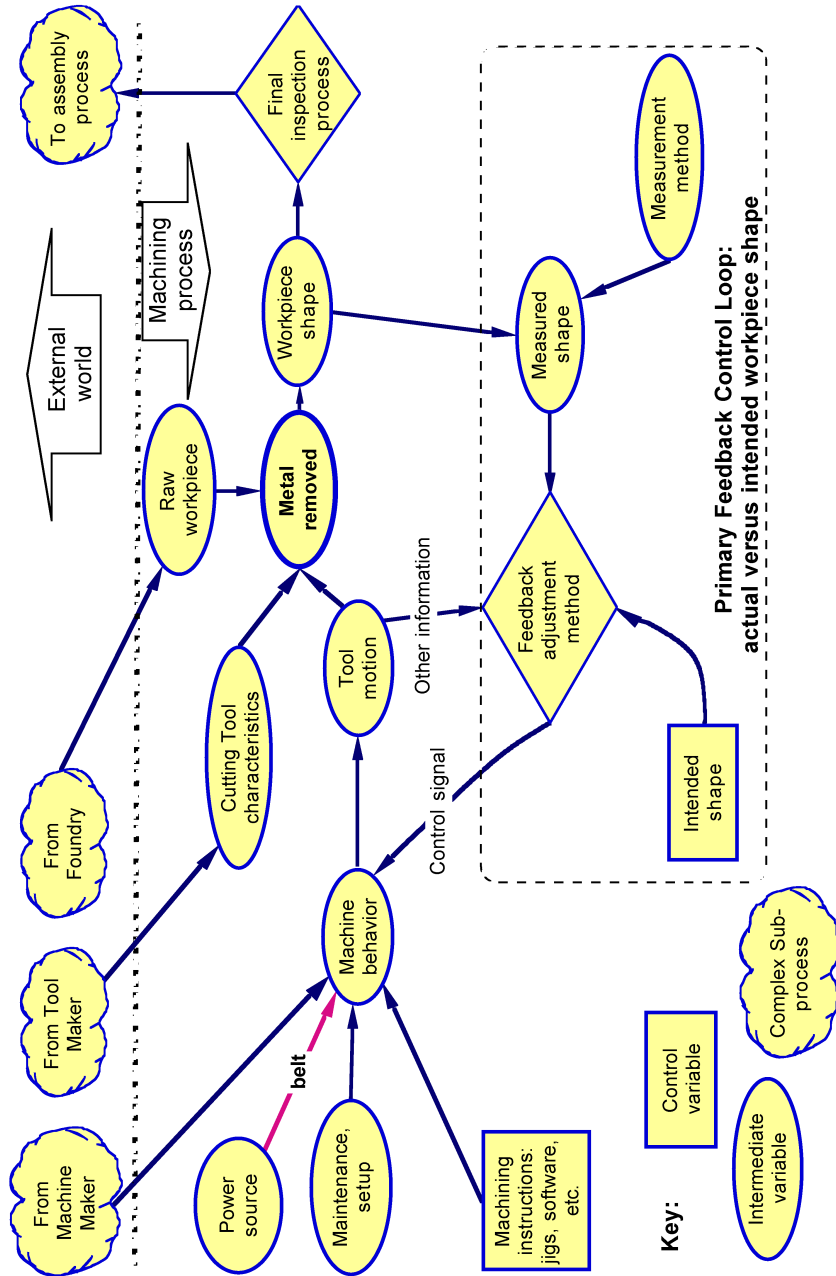 From
Machine
Maker
From Tool
Maker
From
Foundry
External
world
To assembly
process
Machining
process
Raw
workpiece
Power
source
belt
Cutting Tool
characteristics
Metal
removed
Workpiece
shape
Final
inspection
process
Maintenance,
setup
Machine
behavior
Tool
motion
Control signal
Other information
Machining
instructions:
jigs, software,
etc.
Feedback
adjustment
method
Measured
shape
Measurement
method
Intended
shape
Primary Feedback Control Loop:
actual versus intended workpiece shape
Key:
Control
variable
Intermediate
variable
Complex Sub-
process